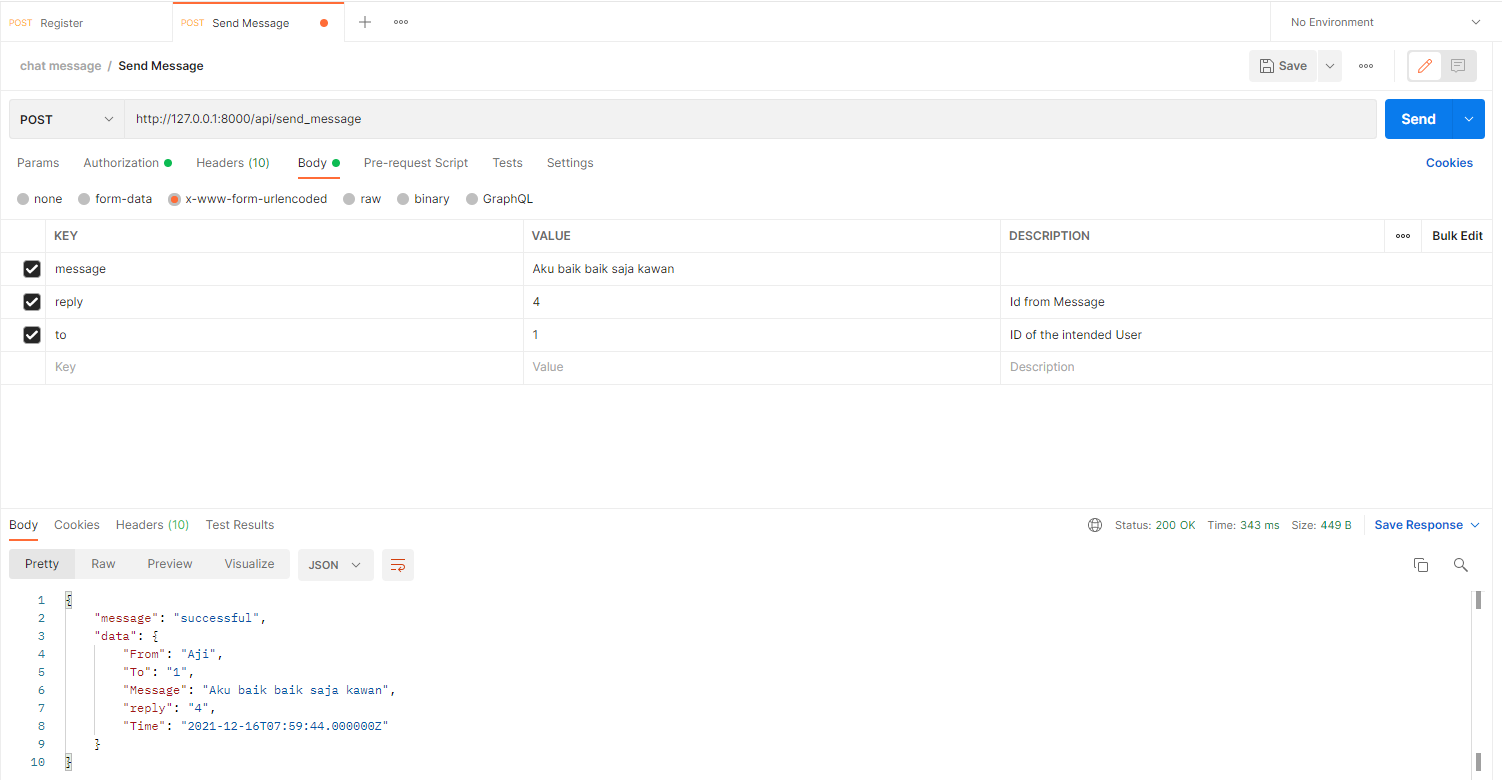 POST Register POST Send Message No Environment
chat message / Send Message Save
POST http://127.0.0.1:8000/api/send_message Send
Params Authorization Headers (10) Body Pre-request Script Tests Settings Cookies
none form-data x-www-form-urlencoded raw binary GraphQL
KEY VALUE DESCRIPTION Bulk Edit
message Aku baik baik saja kawan
reply 4 Id from Message
to 1 ID of the intended User
Key Value Description
Body Cookies Headers (10) Test Results Status: 200 OK Time: 343 ms Size: 449 B Save Response
Pretty Raw Preview Visualize JSON
1 {
2 "message": "successful",
3 "data": {
4 "From": "Aji",
5 "To": "1",
6 "Message": "Aku baik baik saja kawan",
7 "reply": "4",
8 "Time": "2021-12-16T07:59:44.000000Z"
9 }
10 }